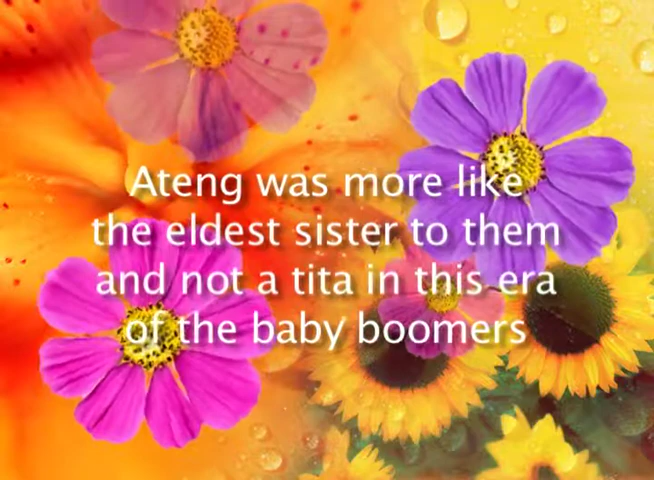 Ateng was more like
the eldest sister to them
and not a tita in this era
of the baby boomers